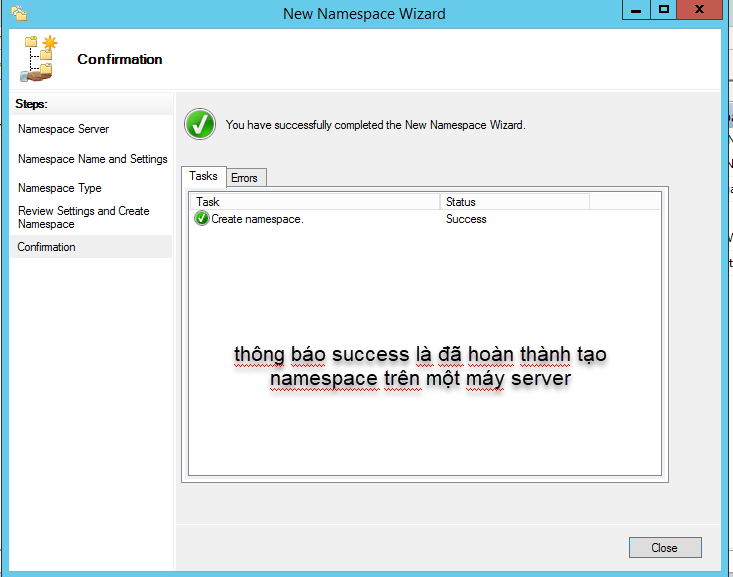 New Namespace Wizard
Confirmation
Steps:
Namespace Server
Namespace Name and Settings
Namespace Type
Review Settings and Create
Namespace
Confirmation
You have successfully completed the New Namespace Wizard.
Tasks
Errors
Task Status
Create namespace. Success
thông báo success là đã hoàn thành tạo
namespace trên một máy server
Close